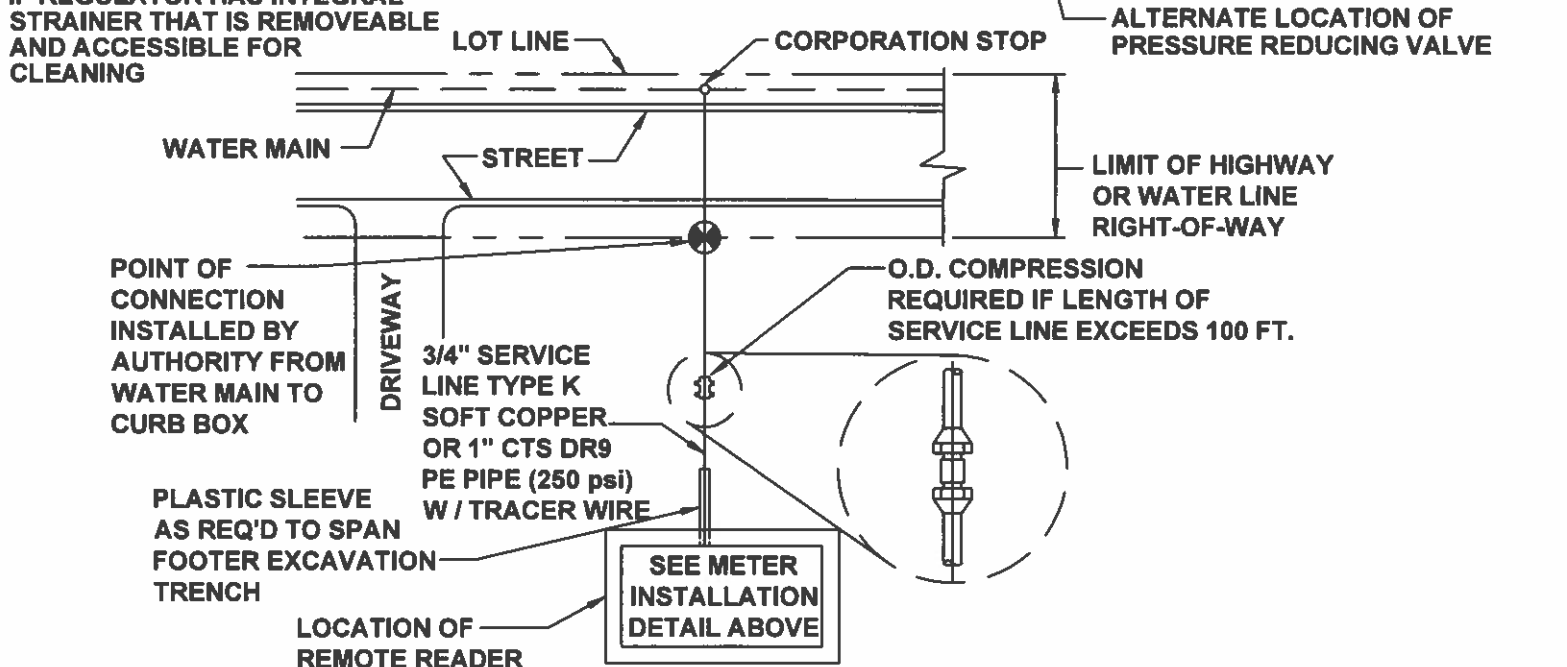 IF REGULATOR HAS INTEGRAL
STRAINER THAT IS REMOVEABLE
AND ACCESSIBLE FOR
CLEANING
LOT LINE
CORPORATION STOP
ALTERNATE LOCATION OF
PRESSURE REDUCING VALVE
WATER MAIN
STREET
LIMIT OF HIGHWAY
OR WATER LINE
RIGHT-OF-WAY
POINT OF
CONNECTION
INSTALLED BY
AUTHORITY FROM
WATER MAIN TO
CURB BOX
DRIVEWAY
O.D. COMPRESSION
REQUIRED IF LENGTH OF
SERVICE LINE EXCEEDS 100 FT.
3/4" SERVICE
LINE TYPE K
SOFT COPPER
OR 1" CTS DR9
PE PIPE (250 psi)
W / TRACER WIRE
PLASTIC SLEEVE
AS REQ'D TO SPAN
FOOTER EXCAVATION
TRENCH
SEE METER
INSTALLATION
DETAIL ABOVE
LOCATION OF
REMOTE READER